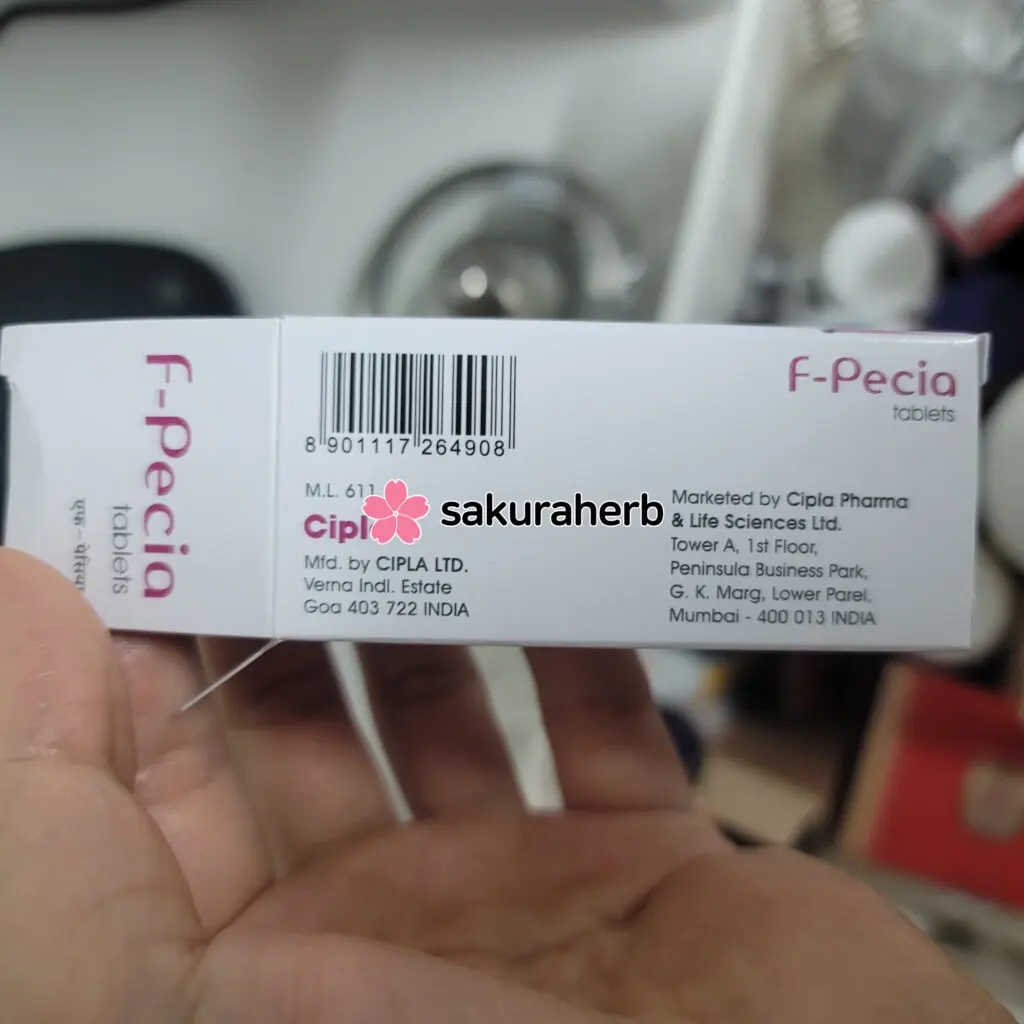 F-Pecia
tablets
8 901117 264908
M.L. 611
Cipl
Mfd. by CIPLA LTD.
Verna Indl. Estate
Goa 403 722 INDIA
sakuraherb
F-Pecia
tablets
Marketed by Cipla Pharma
& Life Sciences Ltd.
Tower A, 1st Floor,
Peninsula Business Park,
G. K. Marg, Lower Parel,
Mumbai - 400 013 INDIA